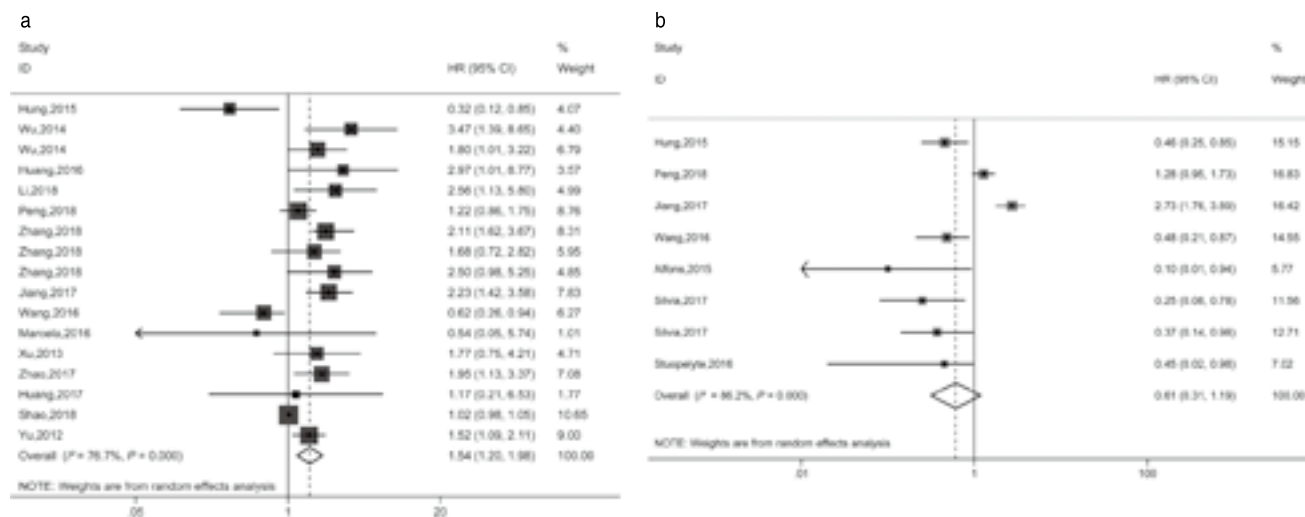 a
Study %
ID HR (95% CI) Weight
Hung,2015 0.32 (0.12, 0.85) 4.07
Wu,2014 3.47 (1.39, 8.65) 4.40
Wu,2014 1.80 (1.01, 3.22) 6.79
Huang,2016 2.97 (1.01, 8.77) 3.57
Li,2018 2.56 (1.13, 5.80) 4.99
Peng,2018 1.22 (0.86, 1.75) 8.76
Zhang,2018 2.11 (1.62, 3.67) 8.31
Zhang,2018 1.68 (0.72, 2.82) 5.95
Zhang,2018 2.50 (0.98, 5.25) 4.85
Jiang,2017 2.23 (1.42, 3.58) 7.83
Wang,2016 0.62 (0.26, 0.94) 6.27
Marcela,2016 0.54 (0.05, 5.74) 1.01
Xu,2013 1.77 (0.75, 4.21) 4.71
Zhao,2017 1.95 (1.13, 3.37) 7.08
Huang,2017 1.17 (0.21, 6.53) 1.77
Shao,2018 1.02 (0.98, 1.05) 10.65
Yu,2012 1.52 (1.09, 2.11) 9.00
Overall (I² = 76.7%, P = 0.000) 1.54 (1.20, 1.98) 100.00
NOTE: Weights are from random effects analysis
.05 1 20
b
Study %
ID HR (95% CI) Weight
Hung,2015 0.46 (0.25, 0.85) 15.15
Peng,2018 1.28 (0.95, 1.73) 16.83
Jiang,2017 2.73 (1.76, 3.89) 16.42
Wang,2016 0.48 (0.21, 0.87) 14.55
Alfons,2015 0.10 (0.01, 0.94) 5.77
Silvia,2017 0.25 (0.08, 0.78) 11.56
Silvia,2017 0.37 (0.14, 0.98) 12.71
Stuopelyte,2016 0.45 (0.02, 0.98) 7.02
Overall (I² = 86.2%, P = 0.000) 0.61 (0.31, 1.19) 100.00
NOTE: Weights are from random effects analysis
.01 1 100